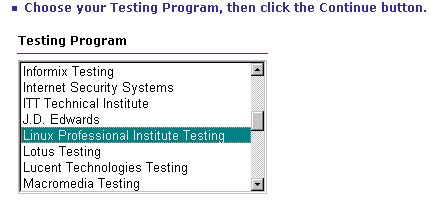 Choose your Testing Program, then click the Continue button.
Testing Program
Informix Testing
Internet Security Systems
ITT Technical Institute
J.D. Edwards
Linux Professional Institute Testing
Lotus Testing
Lucent Technologies Testing
Macromedia Testing